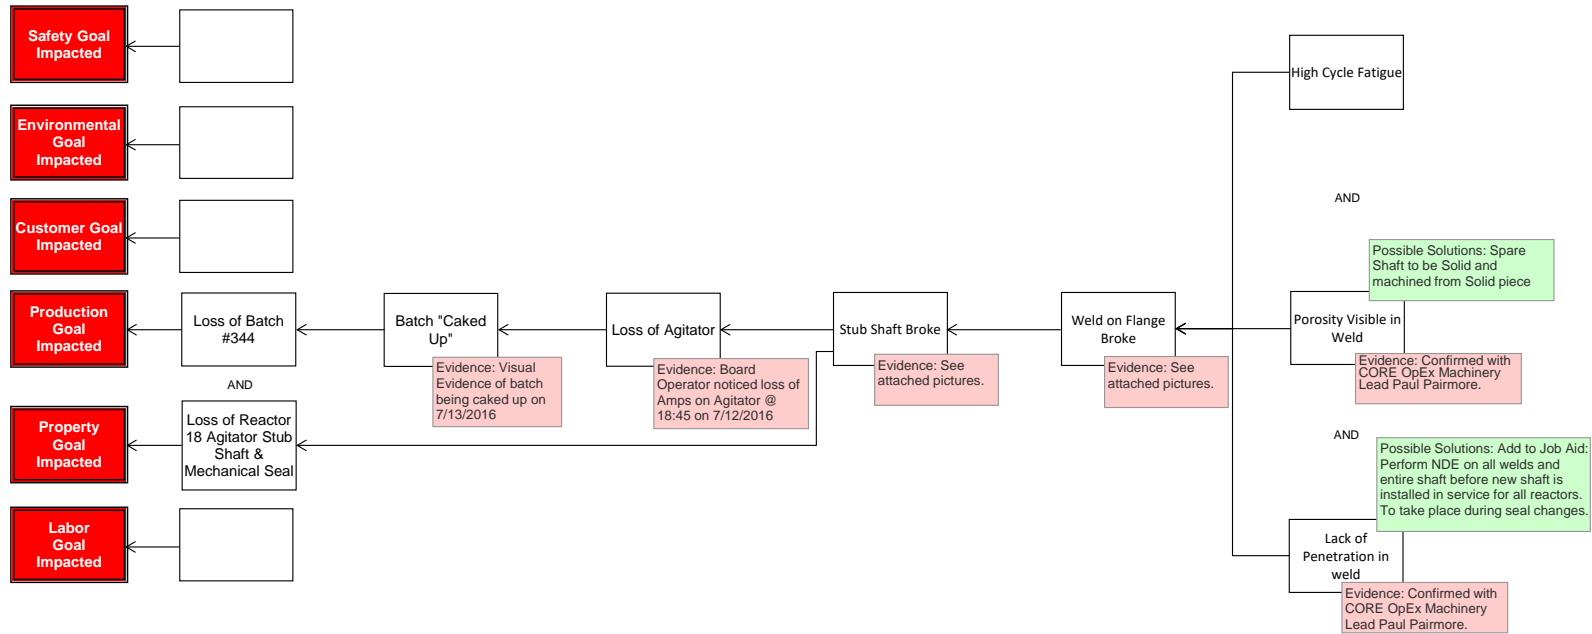 Safety Goal
Impacted
Environmental
Goal
Impacted
Customer Goal
Impacted
Production
Goal
Impacted
Loss of Batch
#344
Batch "Caked
Up"
Evidence: Visual
Evidence of batch
being caked up on
7/13/2016
Loss of Agitator
Evidence: Board
Operator noticed loss of
Amps on Agitator @
18:45 on 7/12/2016
Stub Shaft Broke
Evidence: See
attached pictures.
Weld on Flange
Broke
Evidence: See
attached pictures.
High Cycle Fatigue
AND
Possible Solutions: Spare
Shaft to be Solid and
machined from Solid piece
Porosity Visible in
Weld
Evidence: Confirmed with
CORE OpEx Machinery
Lead Paul Pairmore.
AND
Possible Solutions: Add to Job Aid:
Perform NDE on all welds and
entire shaft before new shaft is
installed in service for all reactors.
To take place during seal changes.
Lack of
Penetration in
weld
Evidence: Confirmed with
CORE OpEx Machinery
Lead Paul Pairmore.
AND
Property
Goal
Impacted
Loss of Reactor
18 Agitator Stub
Shaft &
Mechanical Seal
Labor
Goal
Impacted